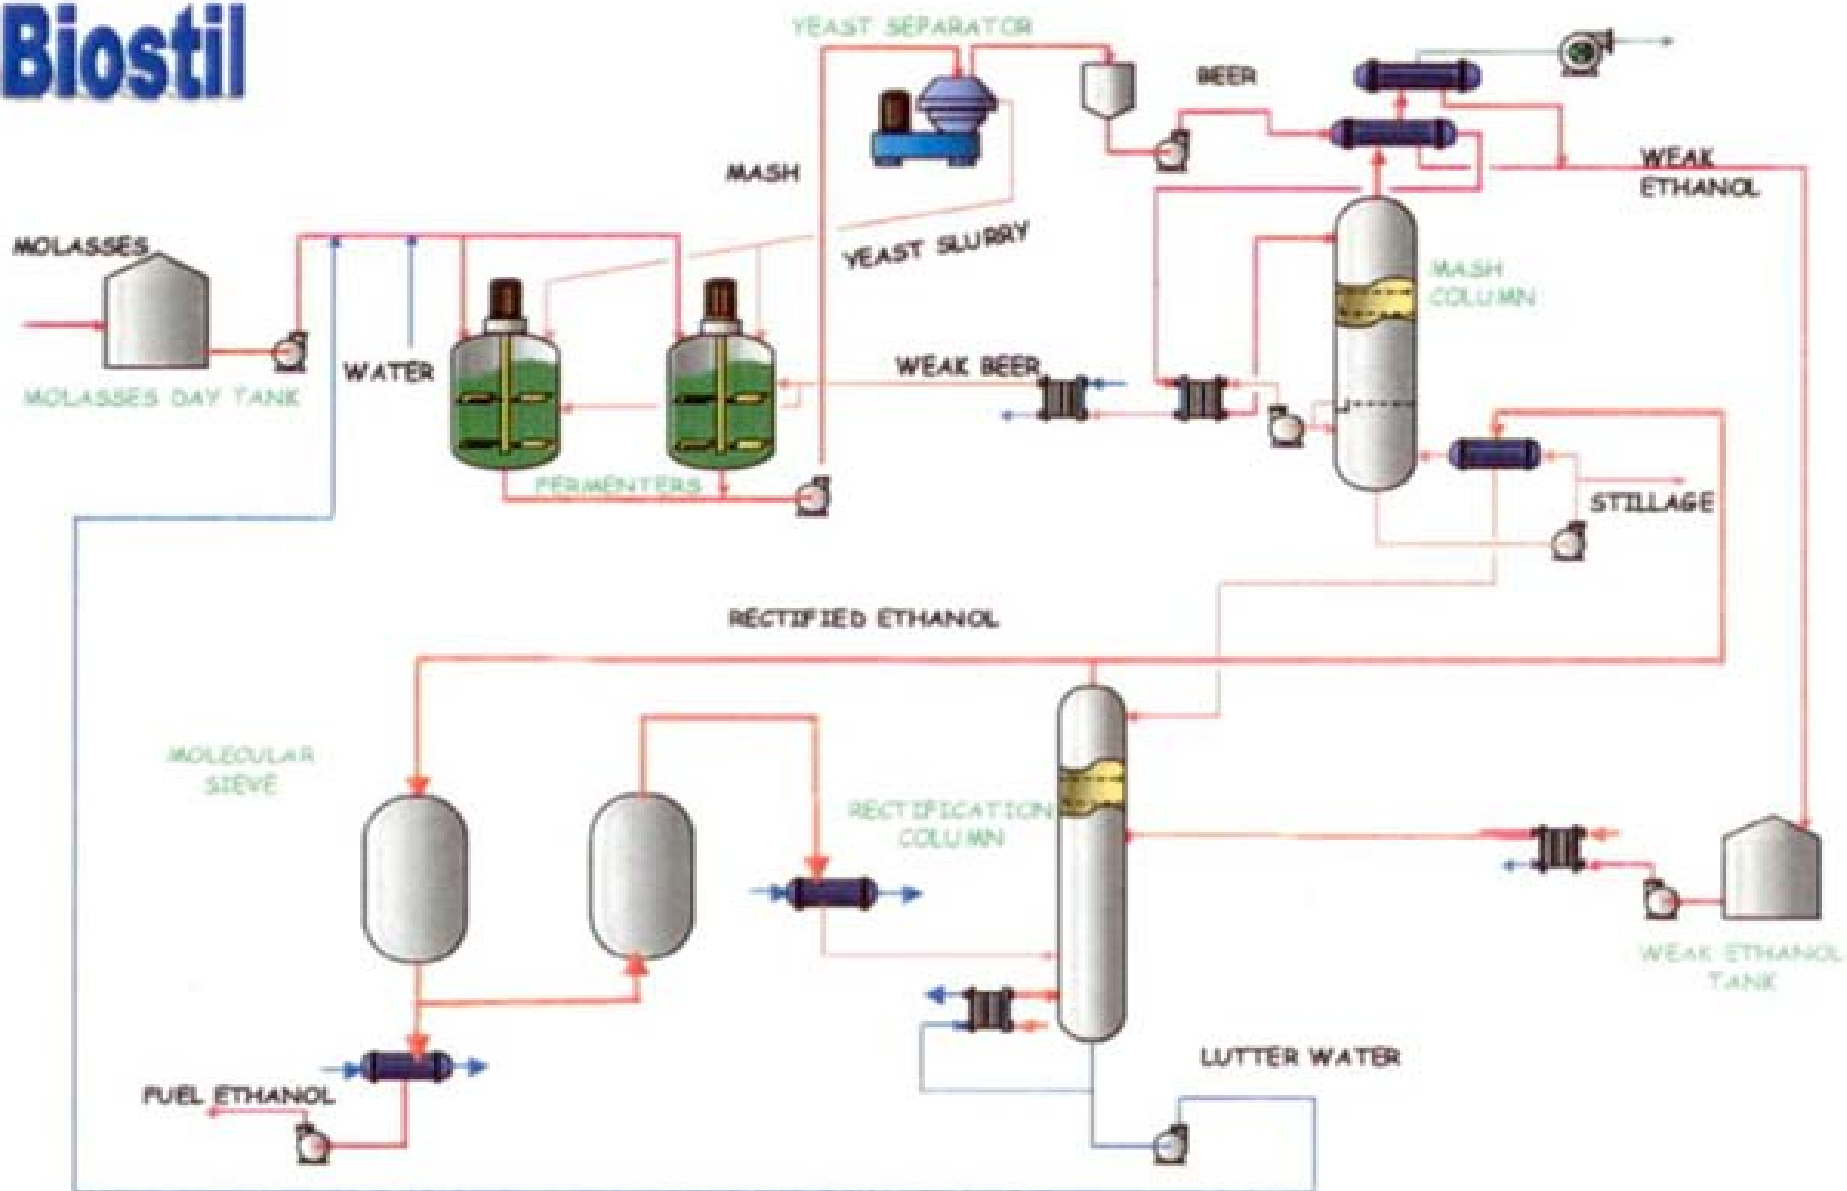 Biostil
YEAST SEPARATOR
BEER
MASH
WEAK
ETHANOL
MOLASSES
YEAST SLURRY
MASH
COLUMN
WATER
WEAK BEER
MOLASSES DAY TANK
FERMENTERS
STILLAGE
RECTIFIED ETHANOL
MOLECULAR
SIEVE
RECTIFICATION
COLUMN
WEAK ETHANOL
TANK
LUTTER WATER
FUEL ETHANOL